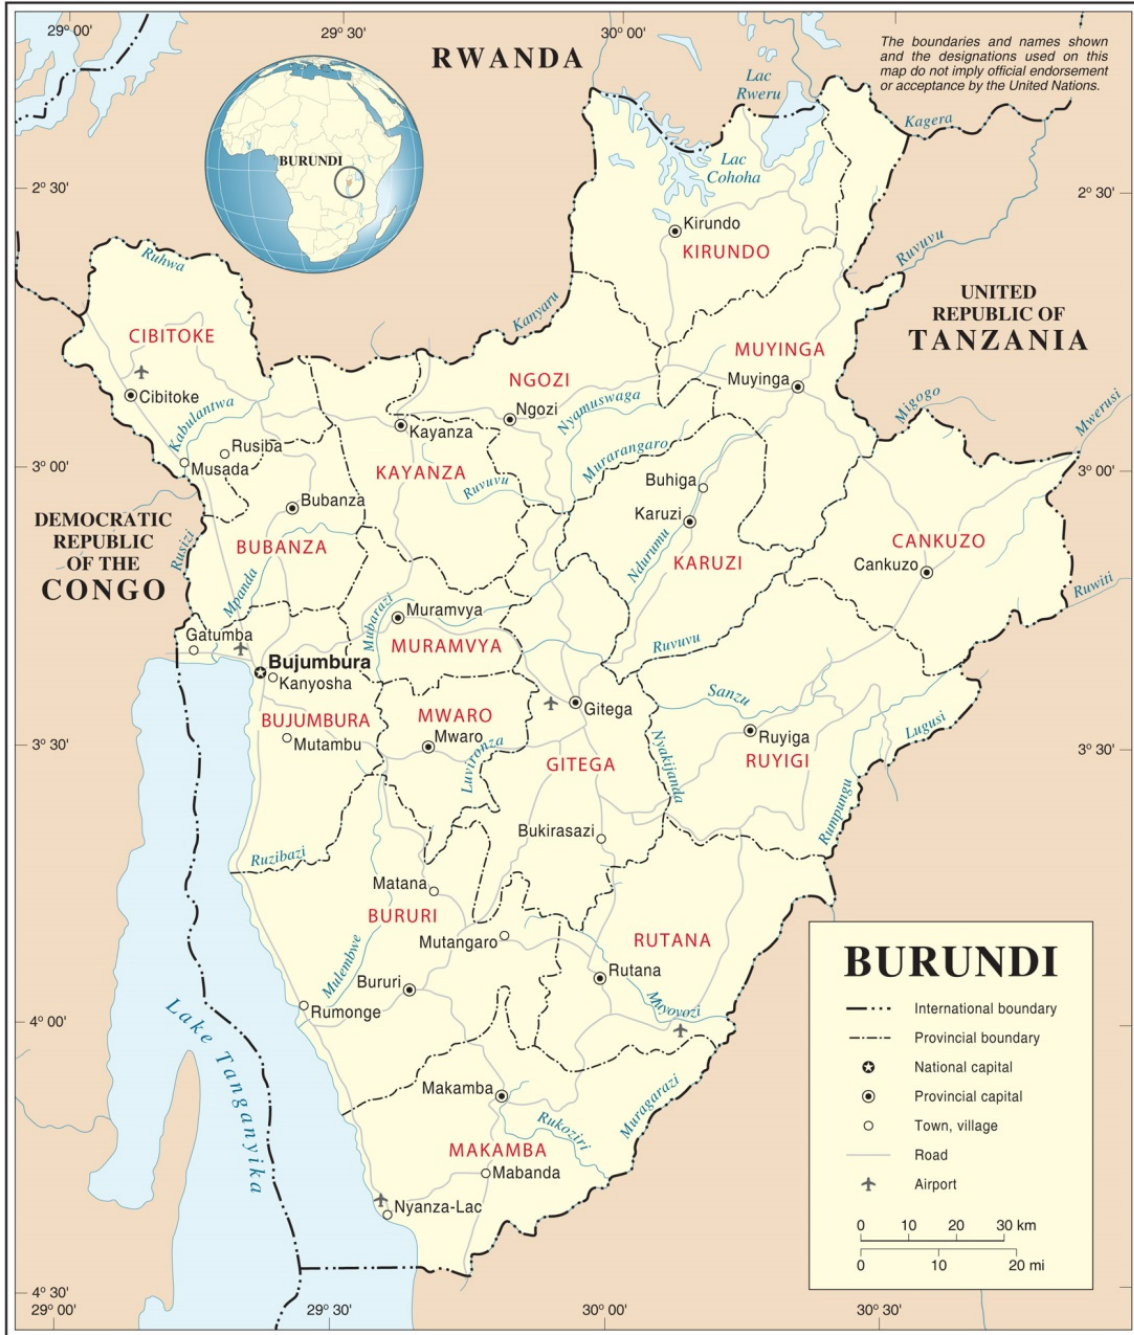 29° 00'
29° 30'
30° 00'
RWANDA
The boundaries and names shown
and the designations used on this
map do not imply official endorsement
or acceptance by the United Nations.
Lac
Rweru
Kagera
BURUNDI
Lac
Cohoha
2° 30'
2° 30'
Kirundo
KIRUNDO
Ruvuvu
Ruhwa
Kanyaru
UNITED
REPUBLIC OF
TANZANIA
CIBITOKE
MUYINGA
NGOZI
Muyinga
Cibitoke
Nyamuswaga
Migogo
Mwerusi
Kabulantwa
Ngozi
Kayanza
Rusiba
Musada
Murarangaro
3° 00'
3° 00'
KAYANZA
Ruvuvu
Buhiga
Bubanza
Karuzi
DEMOCRATIC
REPUBLIC
OF THE
CONGO
Rusizi
BUBANZA
Ndurumu
KARUZI
CANKUZO
Cankuzo
Mpanda
Mubarazi
Muramvya
Ruwiti
Gatumba
MURAMVYA
Ruvuvu
Bujumbura
Kanyosha
Sanzu
Gitega
BUJUMBURA
MWARO
Mwaro
Mutambu
Luvironza
GITEGA
Nyakijanda
Ruyiga
RUYIGI
Lugusi
3° 30'
3° 30'
Rumpungu
Bukirasazi
Ruzibazi
Matana
BURURI
Mutangaro
RUTANA
Mulembwe
Bururi
Rutana
Muyovozi
Rumonge
4° 00'
Lake Tanganyika
Makamba
Rukoziri
Muragarazi
MAKAMBA
Mabanda
Nyanza-Lac
BURUNDI
International boundary
Provincial boundary
National capital
Provincial capital
Town, village
Road
Airport
0 10 20 30 km
0 10 20 mi
4° 30'
29° 00'
29° 30'
30° 00'
30° 30'